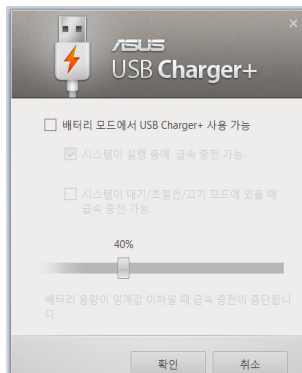 ASUS
USB Charger+
배터리 모드에서 USB Charger+ 사용 가능
시스템이 실행 중에 급속 충전 가능.
시스템이 대기/초절전/끄기 모드에 있을 때
급속 충전 가능.
40%
배터리 용량이 임계값 이하일 때 급속 충전이 중단됩니
다.
확인
취소